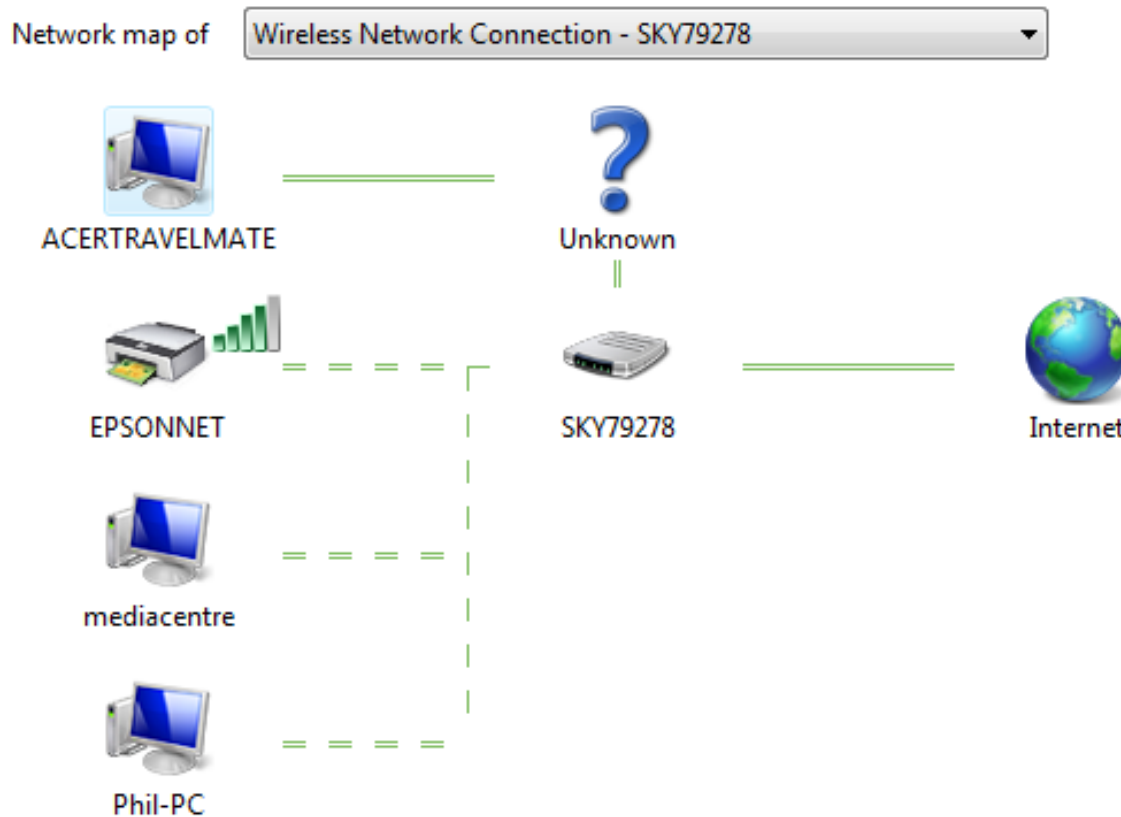 Network map of Wireless Network Connection - SKY79278
ACERTRAVELMATE Unknown
EPSONNET SKY79278 Internet
mediacentre
Phil-PC